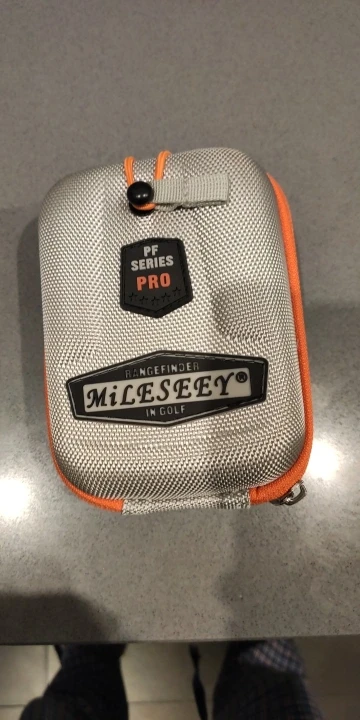 PF
SERIES
PRO
RANGEFINDER
MiLESEEY®
IN GOLF